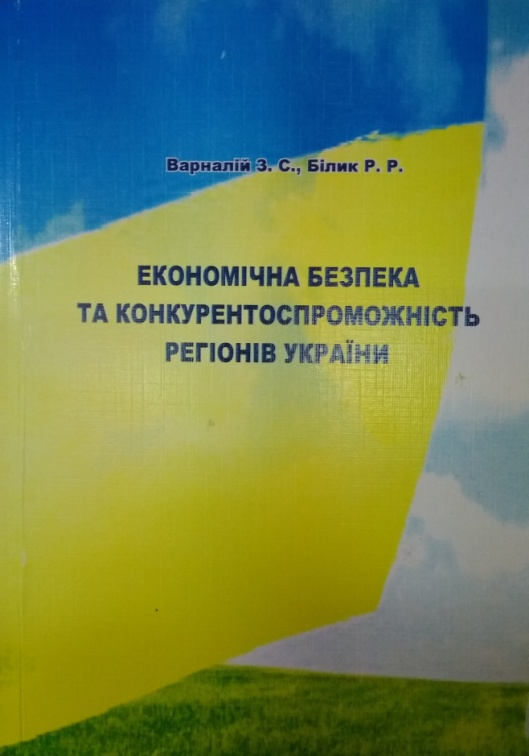 Варналій З. С., Білик Р. Р.
ЕКОНОМІЧНА БЕЗПЕКА
ТА КОНКУРЕНТОСПРОМОЖНІСТЬ
РЕГІОНІВ УКРАЇНИ